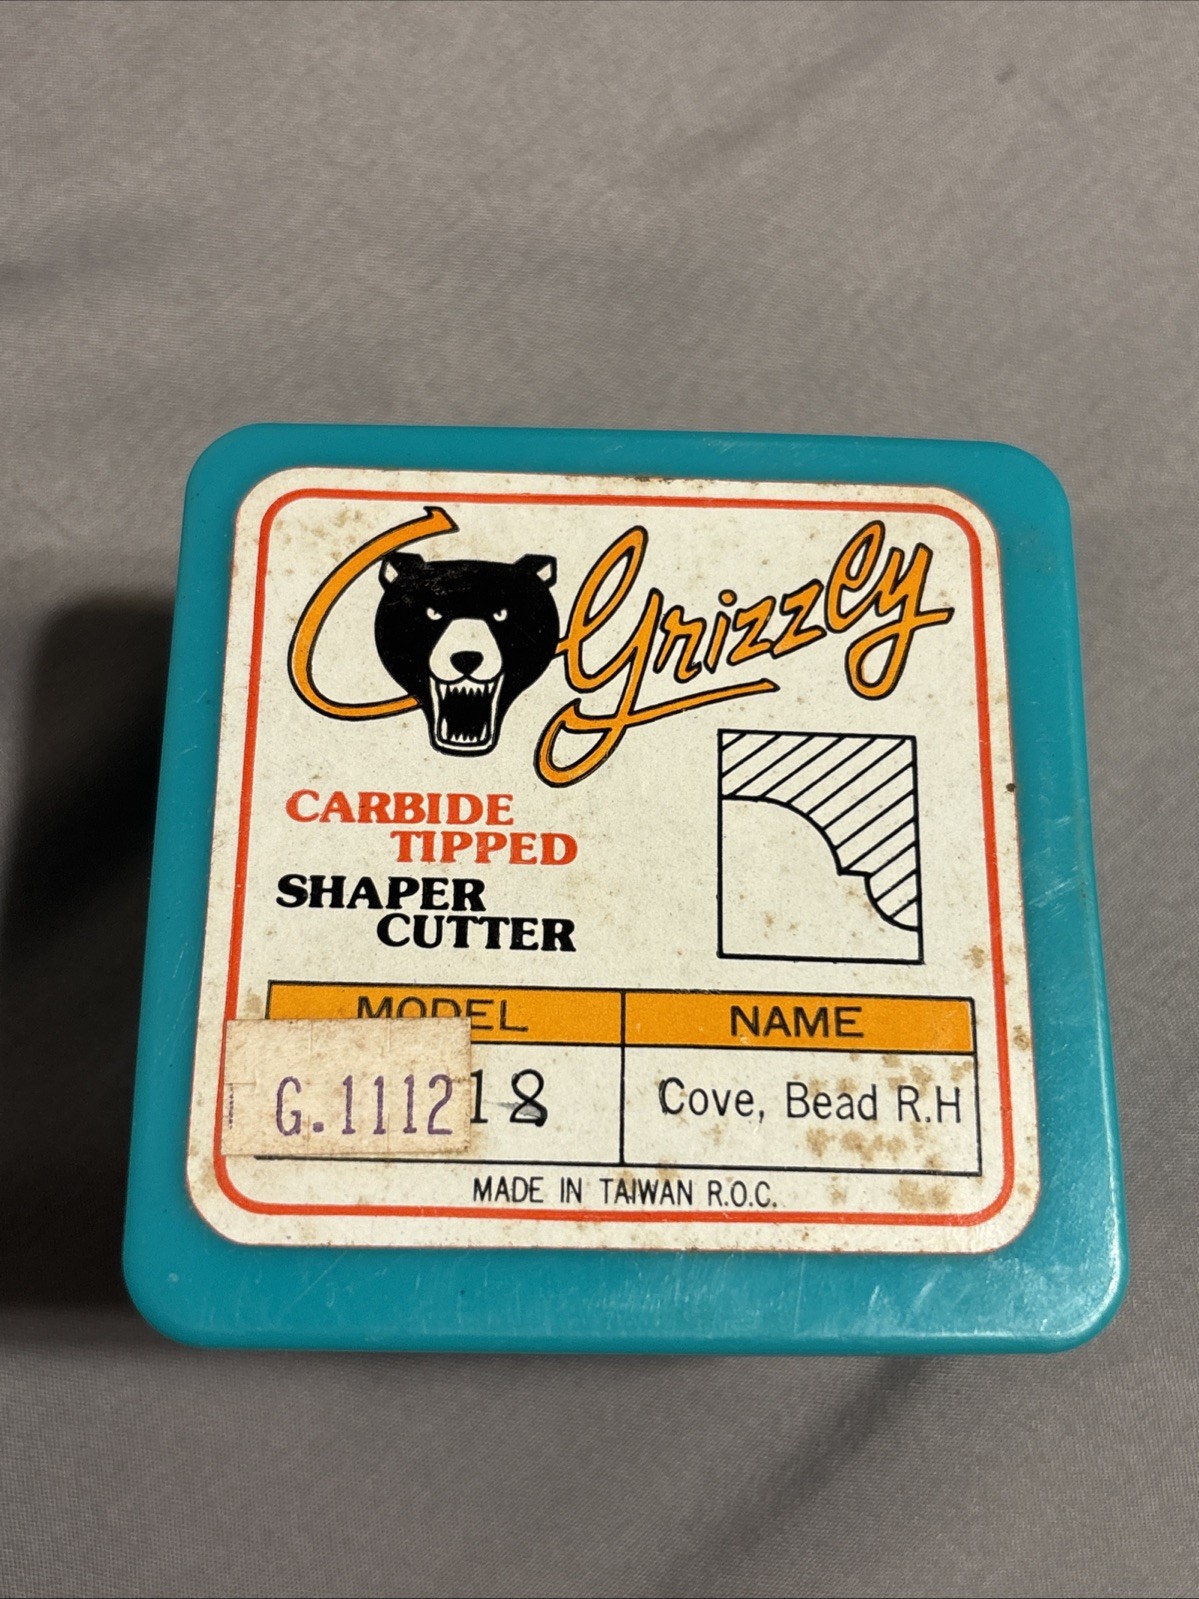 Grizzly
CARBIDE
TIPPED
SHAPER
CUTTER
MODEL NAME
G.1112 18 Cove, Bead R.H
MADE IN TAIWAN R.O.C.